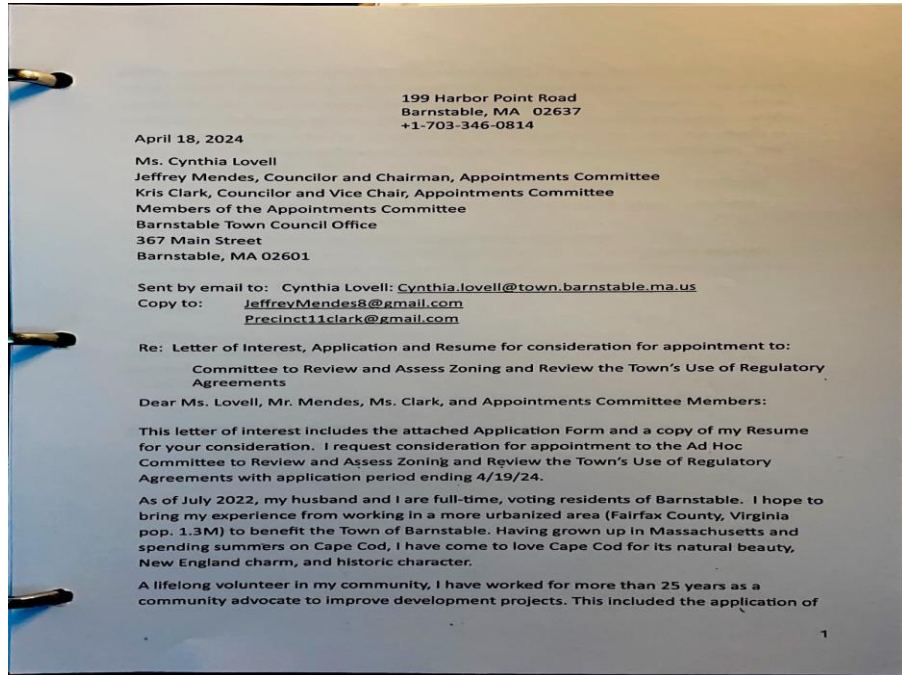 199 Harbor Point Road
Barnstable, MA 02637
+1-703-346-0814
April 18, 2024
Ms. Cynthia Lovell
Jeffrey Mendes, Councilor and Chairman, Appointments Committee
Kris Clark, Councilor and Vice Chair, Appointments Committee
Members of the Appointments Committee
Barnstable Town Council Office
367 Main Street
Barnstable, MA 02601
Sent by email to: Cynthia Lovell: Cynthia.lovell@town.barnstable.ma.us
Copy to: JeffreyMendes8@gmail.com
Precinct11clark@gmail.com
Re: Letter of Interest, Application and Resume for consideration for appointment to:
Committee to Review and Assess Zoning and Review the Town's Use of Regulatory
Agreements
Dear Ms. Lovell, Mr. Mendes, Ms. Clark, and Appointments Committee Members:
This letter of interest includes the attached Application Form and a copy of my Resume
for your consideration. I request consideration for appointment to the Ad Hoc
Committee to Review and Assess Zoning and Review the Town's Use of Regulatory
Agreements with application period ending 4/19/24.
As of July 2022, my husband and I are full-time, voting residents of Barnstable. I hope to
bring my experience from working in a more urbanized area (Fairfax County, Virginia
pop. 1.3M) to benefit the Town of Barnstable. Having grown up in Massachusetts and
spending summers on Cape Cod, I have come to love Cape Cod for its natural beauty,
New England charm, and historic character.
A lifelong volunteer in my community, I have worked for more than 25 years as a
community advocate to improve development projects. This included the application of
1